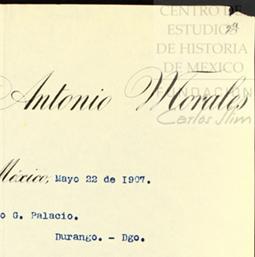 CENTRO DE
ESTUDIOS
DE HISTORIA
DE MEXICO
FUNDACIÓN
Carlos Slim
Antonio Morales
México, Mayo 22 de 1907.
o G. Palacio.
Durango. - Dgo.